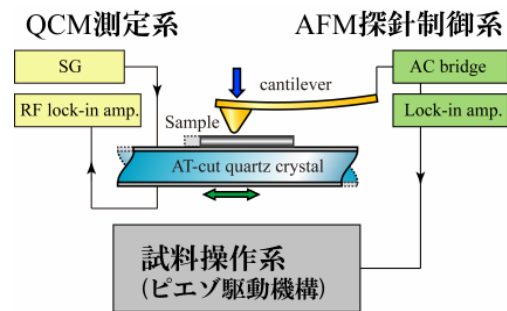 QCM測定系
AFM探針制御系
SG
RF lock-in amp.
cantilever
Sample
AC bridge
Lock-in amp.
AT-cut quartz crystal
試料操作系
(ピエゾ駆動機構)